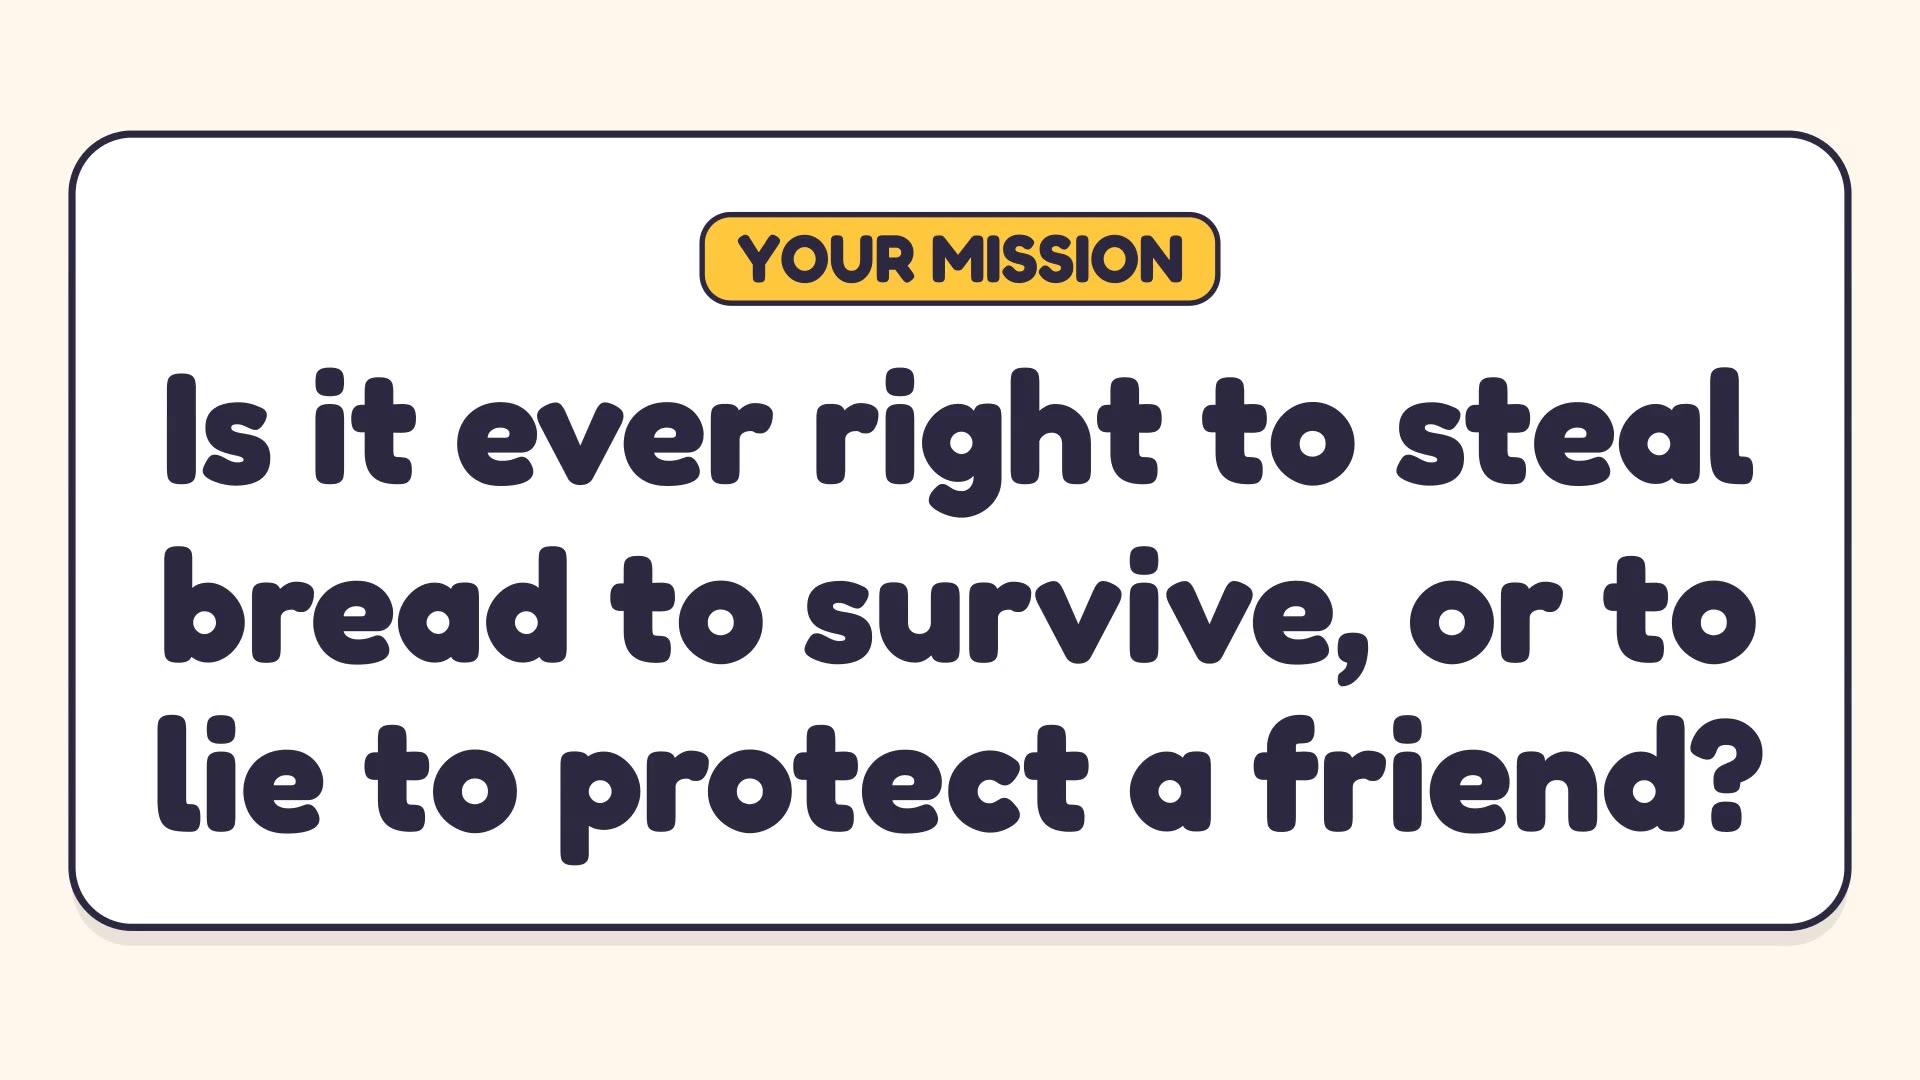 YOUR MISSION
Is it ever right to steal
bread to survive, or to
lie to protect a friend?